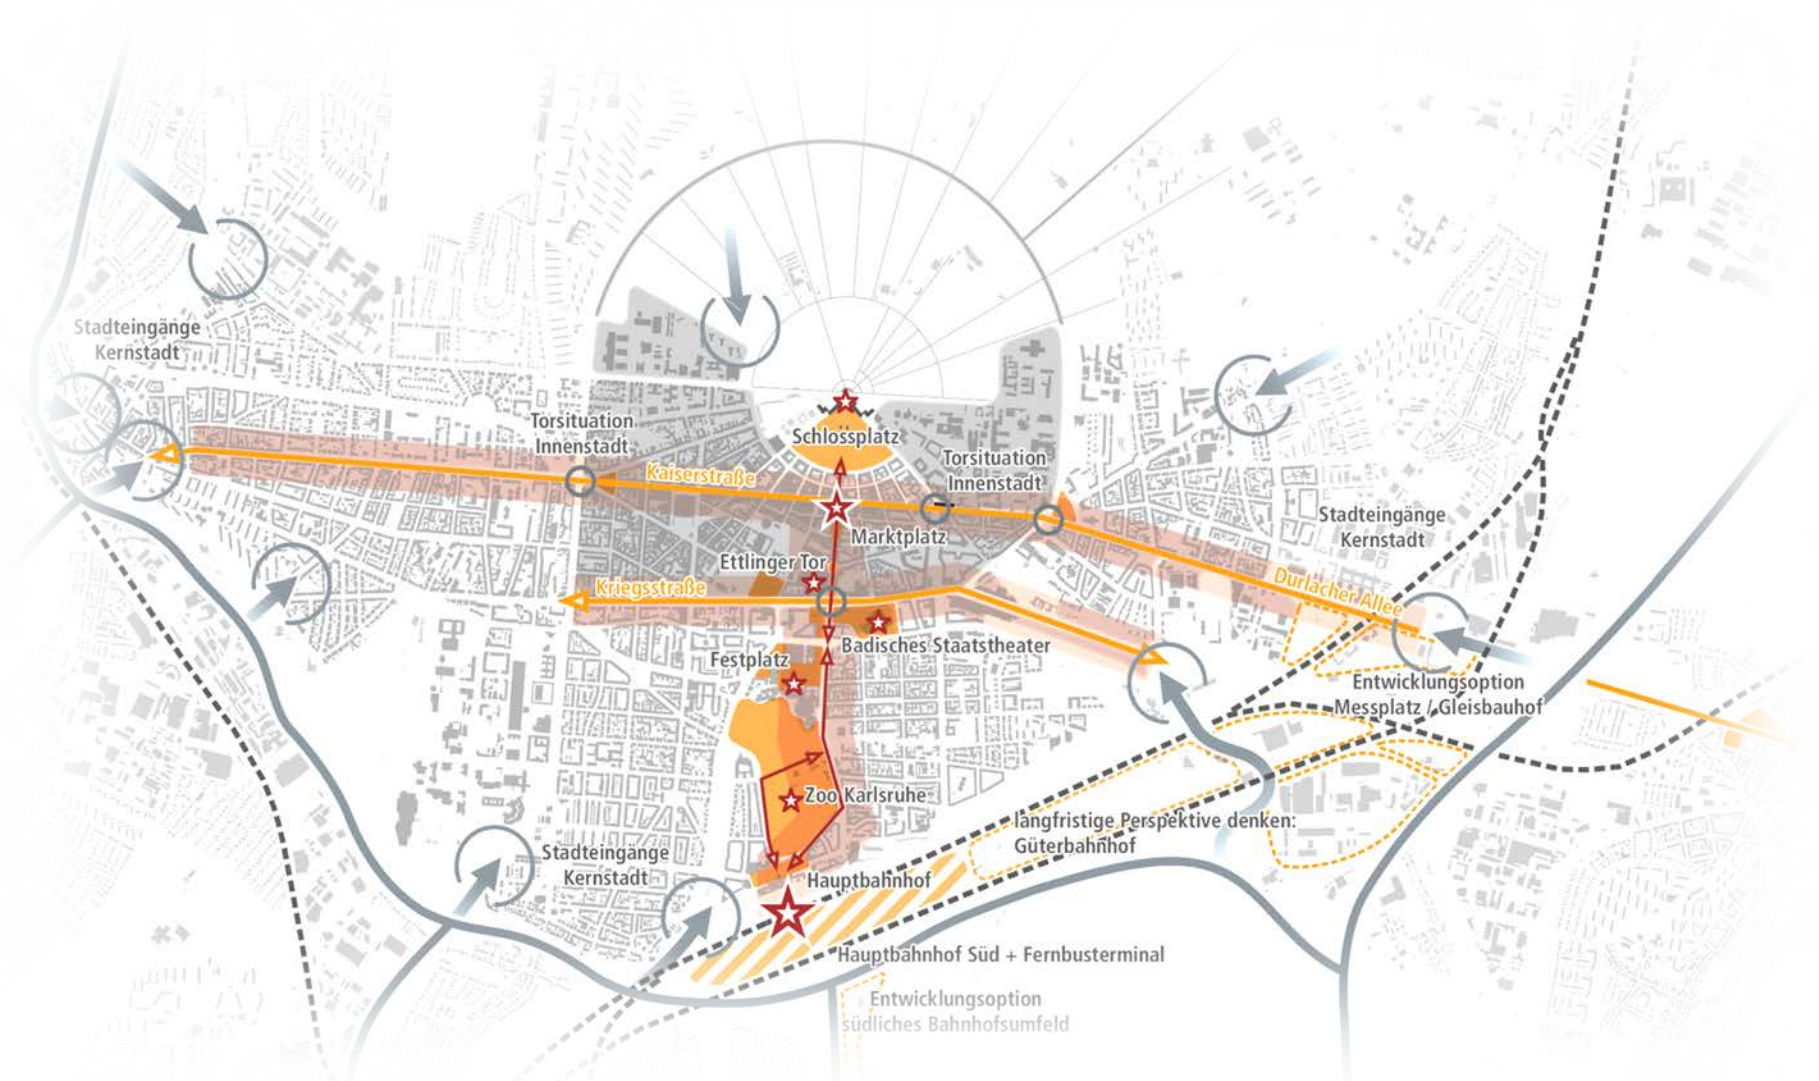 Stadteingänge
Kernstadt
Torsituation
Innenstadt
Schlossplatz
Kaiserstraße
Torsituation
Innenstadt
Stadteingänge
Kernstadt
Marktplatz
Ettlinger Tor
Kriegsstraße
Durlacher Allee
Badisches Staatstheater
Festplatz
Entwicklungsoption
Messplatz / Gleisbauhof
Zoo Karlsruhe
langfristige Perspektive denken:
Güterbahnhof
Stadteingänge
Kernstadt
Hauptbahnhof
Hauptbahnhof Süd + Fernbusterminal
Entwicklungsoption
südliches Bahnhofsumfeld